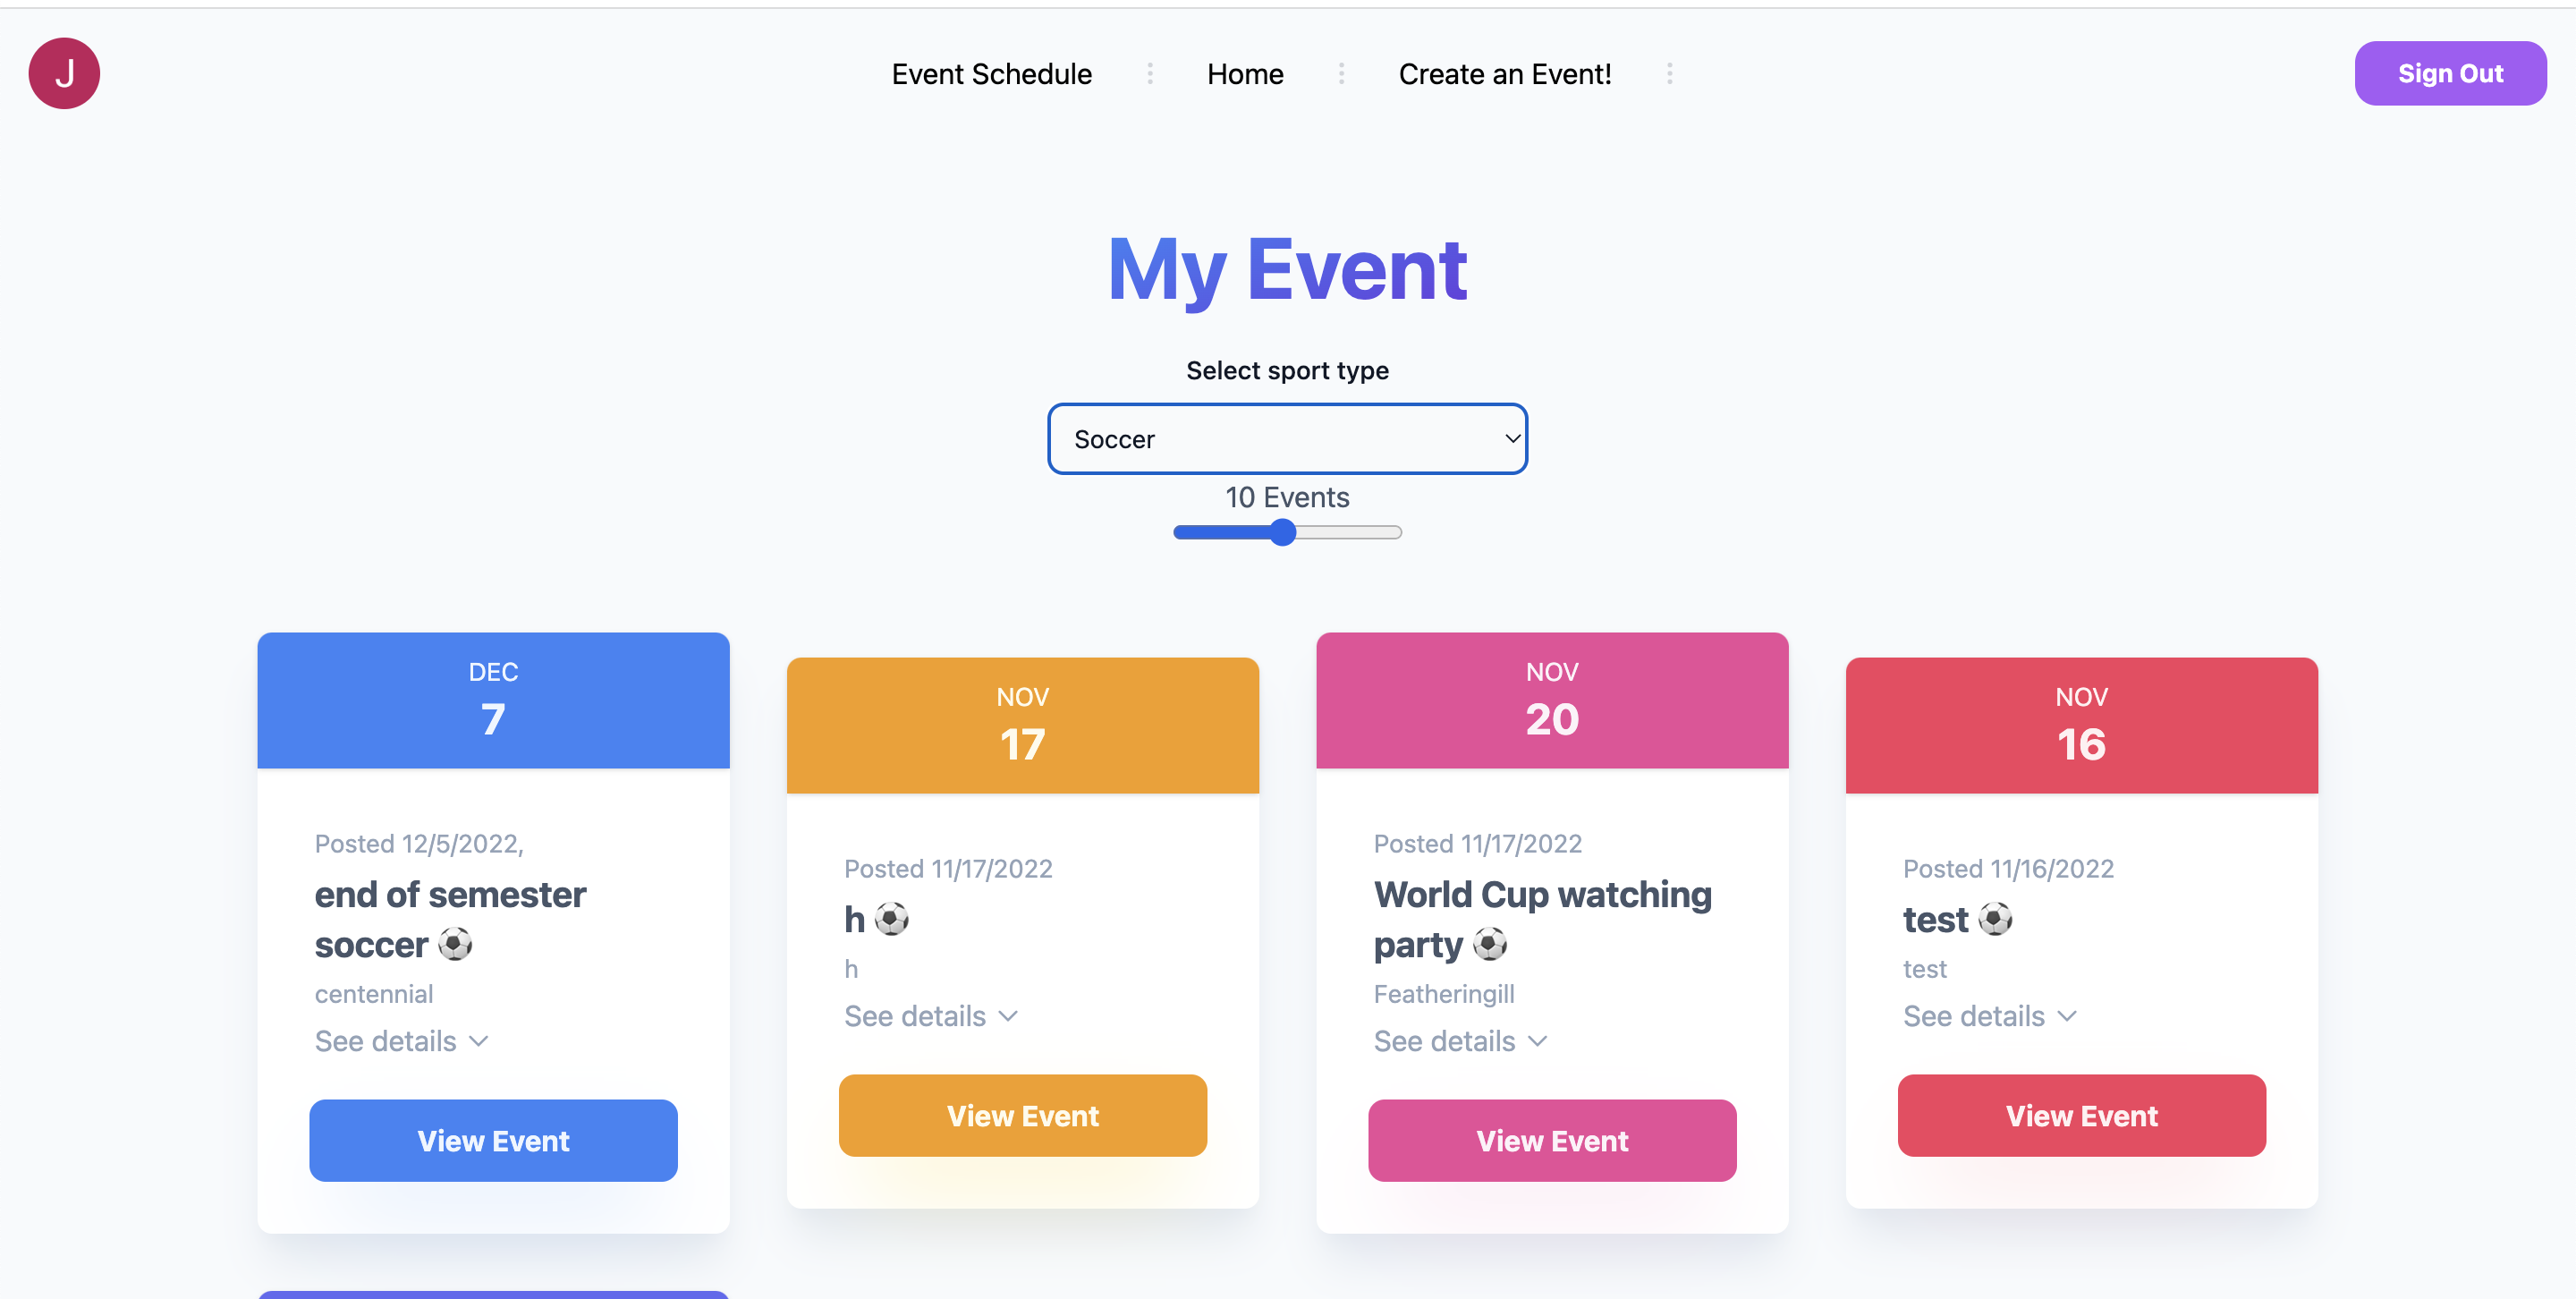 J
Event Schedule
Home
Create an Event!
Sign Out
My Event
Select sport type
Soccer
10 Events
DEC
7
Posted 12/5/2022,
end of semester
soccer ⚽
centennial
See details
View Event
NOV
17
Posted 11/17/2022
h ⚽
h
See details
View Event
NOV
20
Posted 11/17/2022
World Cup watching
party ⚽
Featheringill
See details
View Event
NOV
16
Posted 11/16/2022
test ⚽
test
See details
View Event